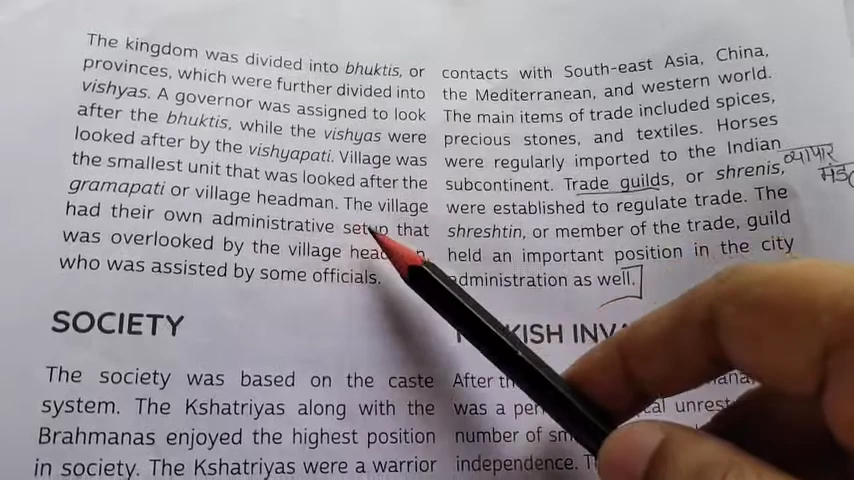 The kingdom was divided into bhuktis, or
provinces, which were further divided into
vishyas. A governor was assigned to look
after the bhuktis, while the vishyas were
looked after by the vishyapati. Village was
the smallest unit that was looked after the
gramapati or village headman. The village
had their own administrative setup that
was overlooked by the village
who was assisted by some officials.
SOCIETY
The society was based on the caste
system. The Kshatriyas along with the
Brahmanas enjoyed the highest position
in society. The Kshatriyas were a warrior
contacts with South-east Asia, China,
the Mediterranean, and western world.
The main items of trade included spices,
precious stones, and textiles. Horses
were regularly imported to the Indian
व्यापार
subcontinent. Trade guilds, or shrenis,
were established to regulate trade. The
shreshtin, or member of the trade, guild
held an important position in the city
administration as well.
After
was a
number of
independence.
unrest